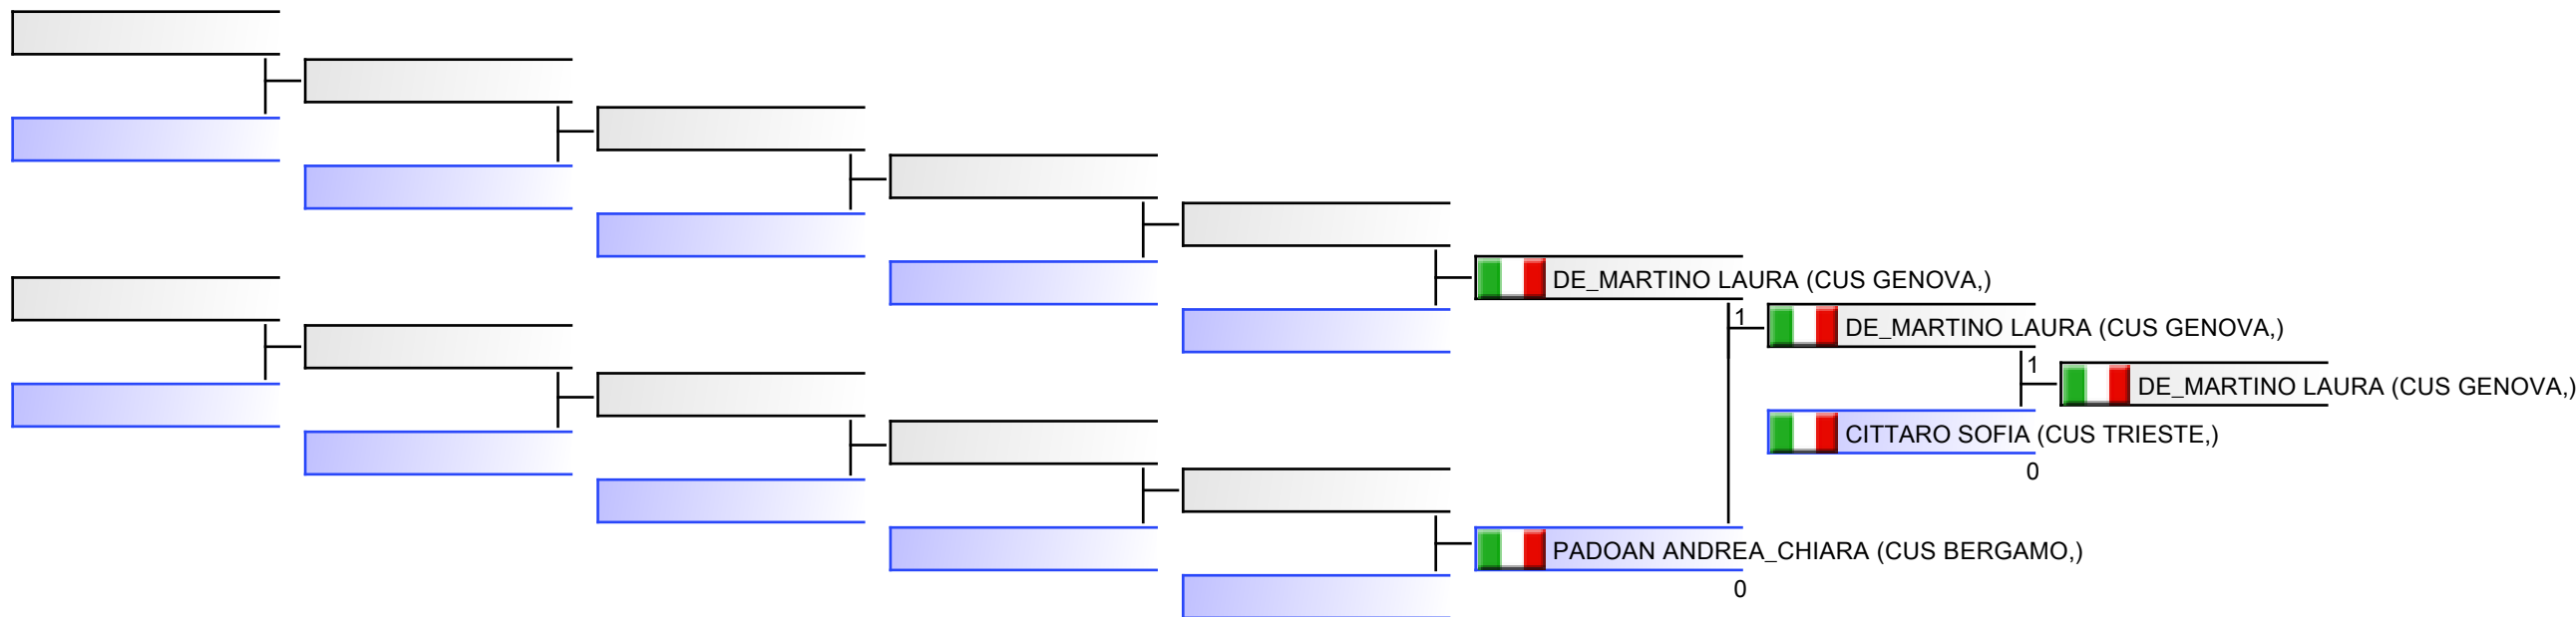 DE_MARTINO LAURA (CUS GENOVA,)
1
DE_MARTINO LAURA (CUS GENOVA,)
1
DE_MARTINO LAURA (CUS GENOVA,)
CITTARO SOFIA (CUS TRIESTE,)
0
PADOAN ANDREA_CHIARA (CUS BERGAMO,)
0